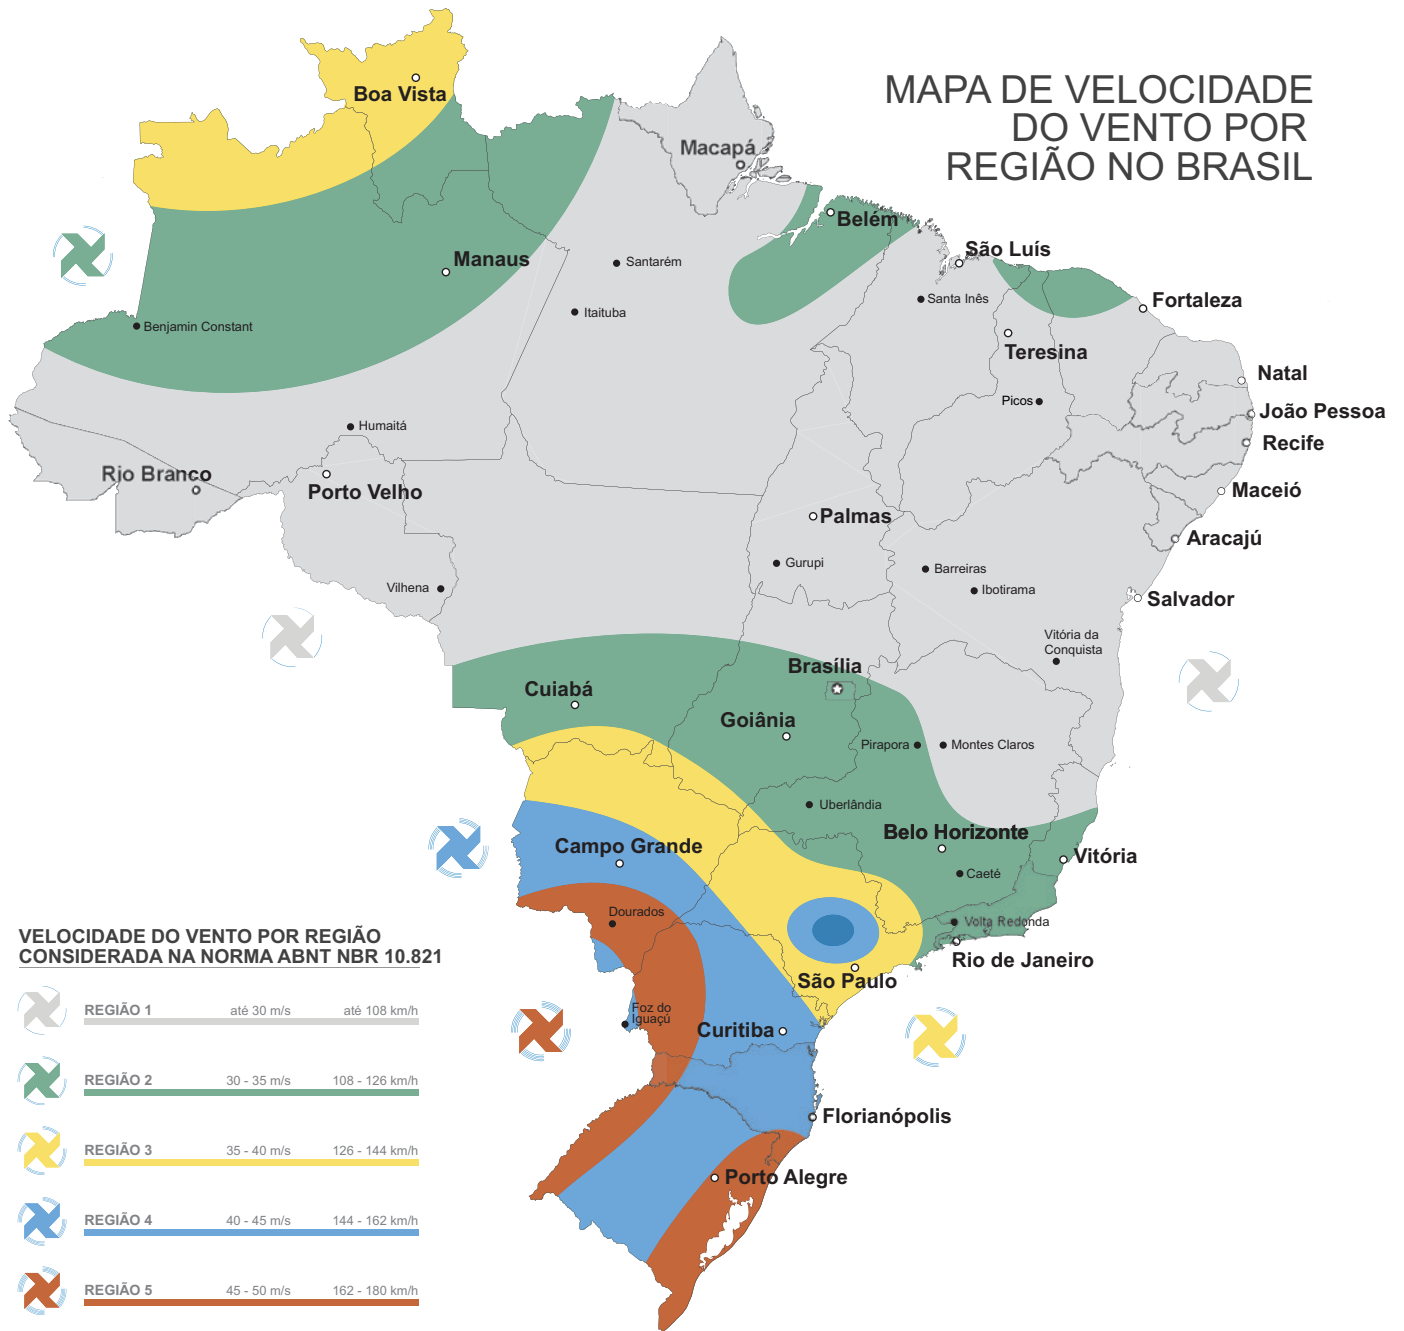 MAPA DE VELOCIDADE
DO VENTO POR
REGIÃO NO BRASIL
Boa Vista
Macapá
Belém
Manaus
São Luís
Santarém
Santa Inês
Fortaleza
Itaituba
Benjamin Constant
Teresina
Natal
Picos
João Pessoa
Humaitá
Recife
Rio Branco
Porto Velho
Maceió
Palmas
Aracajú
Gurupi
Barreiras
Vilhena
Ibotirama
Salvador
Vitória da
Conquista
Brasília
Cuiabá
Goiânia
Pirapora
Montes Claros
Uberlândia
Belo Horizonte
Campo Grande
Vitória
Caeté
Dourados
Volta Redonda
Rio de Janeiro
São Paulo
Foz do
Iguaçú
Curitiba
Florianópolis
Porto Alegre
VELOCIDADE DO VENTO POR REGIÃO
CONSIDERADA NA NORMA ABNT NBR 10.821
REGIÃO 1 até 30 m/s até 108 km/h
REGIÃO 2 30 - 35 m/s 108 - 126 km/h
REGIÃO 3 35 - 40 m/s 126 - 144 km/h
REGIÃO 4 40 - 45 m/s 144 - 162 km/h
REGIÃO 5 45 - 50 m/s 162 - 180 km/h